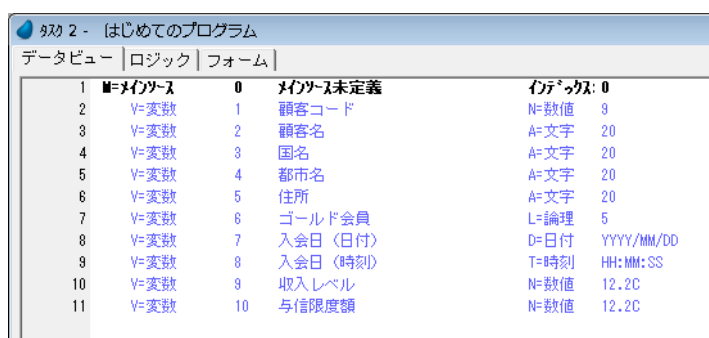 ﾀｽｸ 2 - はじめてのプログラム
データビュー ロジック フォーム
1 M=ﾒｲﾝｿｰｽ 0 ﾒｲﾝｿｰｽ未定義 ｲﾝﾃﾞｯｸｽ: 0
2 V=変数 1 顧客コード N=数値 9
3 V=変数 2 顧客名 A=文字 20
4 V=変数 3 国名 A=文字 20
5 V=変数 4 都市名 A=文字 20
6 V=変数 5 住所 A=文字 20
7 V=変数 6 ゴールド会員 L=論理 5
8 V=変数 7 入会日（日付） D=日付 YYYY/MM/DD
9 V=変数 8 入会日（時刻） T=時刻 HH:MM:SS
10 V=変数 9 収入レベル N=数値 12.2C
11 V=変数 10 与信限度額 N=数値 12.2C